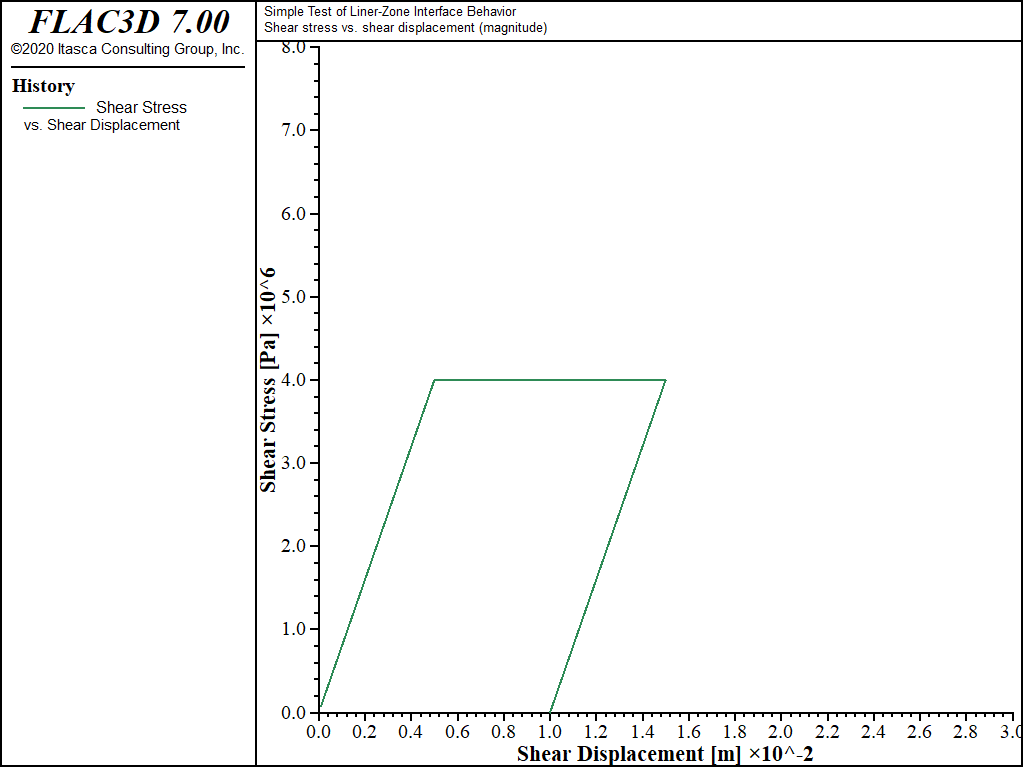 FLAC3D 7.00
©2020 Itasca Consulting Group, Inc.
History
Shear Stress
vs. Shear Displacement
Simple Test of Liner-Zone Interface Behavior
Shear stress vs. shear displacement (magnitude)
8.0
7.0
6.0
5.0
4.0
3.0
2.0
1.0
0.0
Shear Stress [Pa] ×10^6
0.0 0.2 0.4 0.6 0.8 1.0 1.2 1.4 1.6 1.8 2.0 2.2 2.4 2.6 2.8 3.0
Shear Displacement [m] ×10^-2